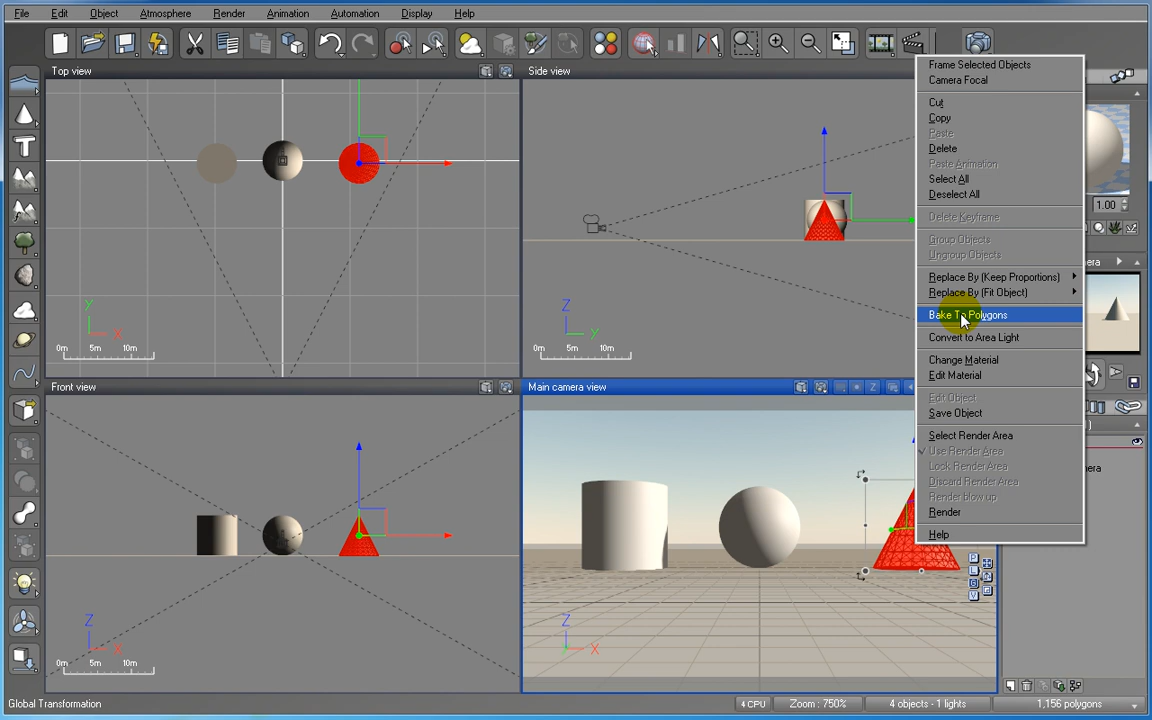 File Edit Object Atmosphere Render Animation Automation Display Help
Top view
Side view
Y
X
0m 5m 10m
Z
Y
0m 5m 10m
Front view
Main camera view
Z
X
0m 5m 10m
Z
X
Frame Selected Objects
Camera Focal
Cut
Copy
Paste
Delete
Paste Animation
Select All
Deselect All
Delete Keyframe
Group Objects
Ungroup Objects
Replace By (Keep Proportions)
Replace By (Fit Object)
Bake To Polygons
Convert to Area Light
Change Material
Edit Material
Edit Object
Save Object
Select Render Area
Use Render Area
Lock Render Area
Discard Render Area
Render blow up
Render
Help
1.00
era
)
era
Global Transformation
4 CPU
Zoom : 750%
4 objects - 1 lights
1,156 polygons